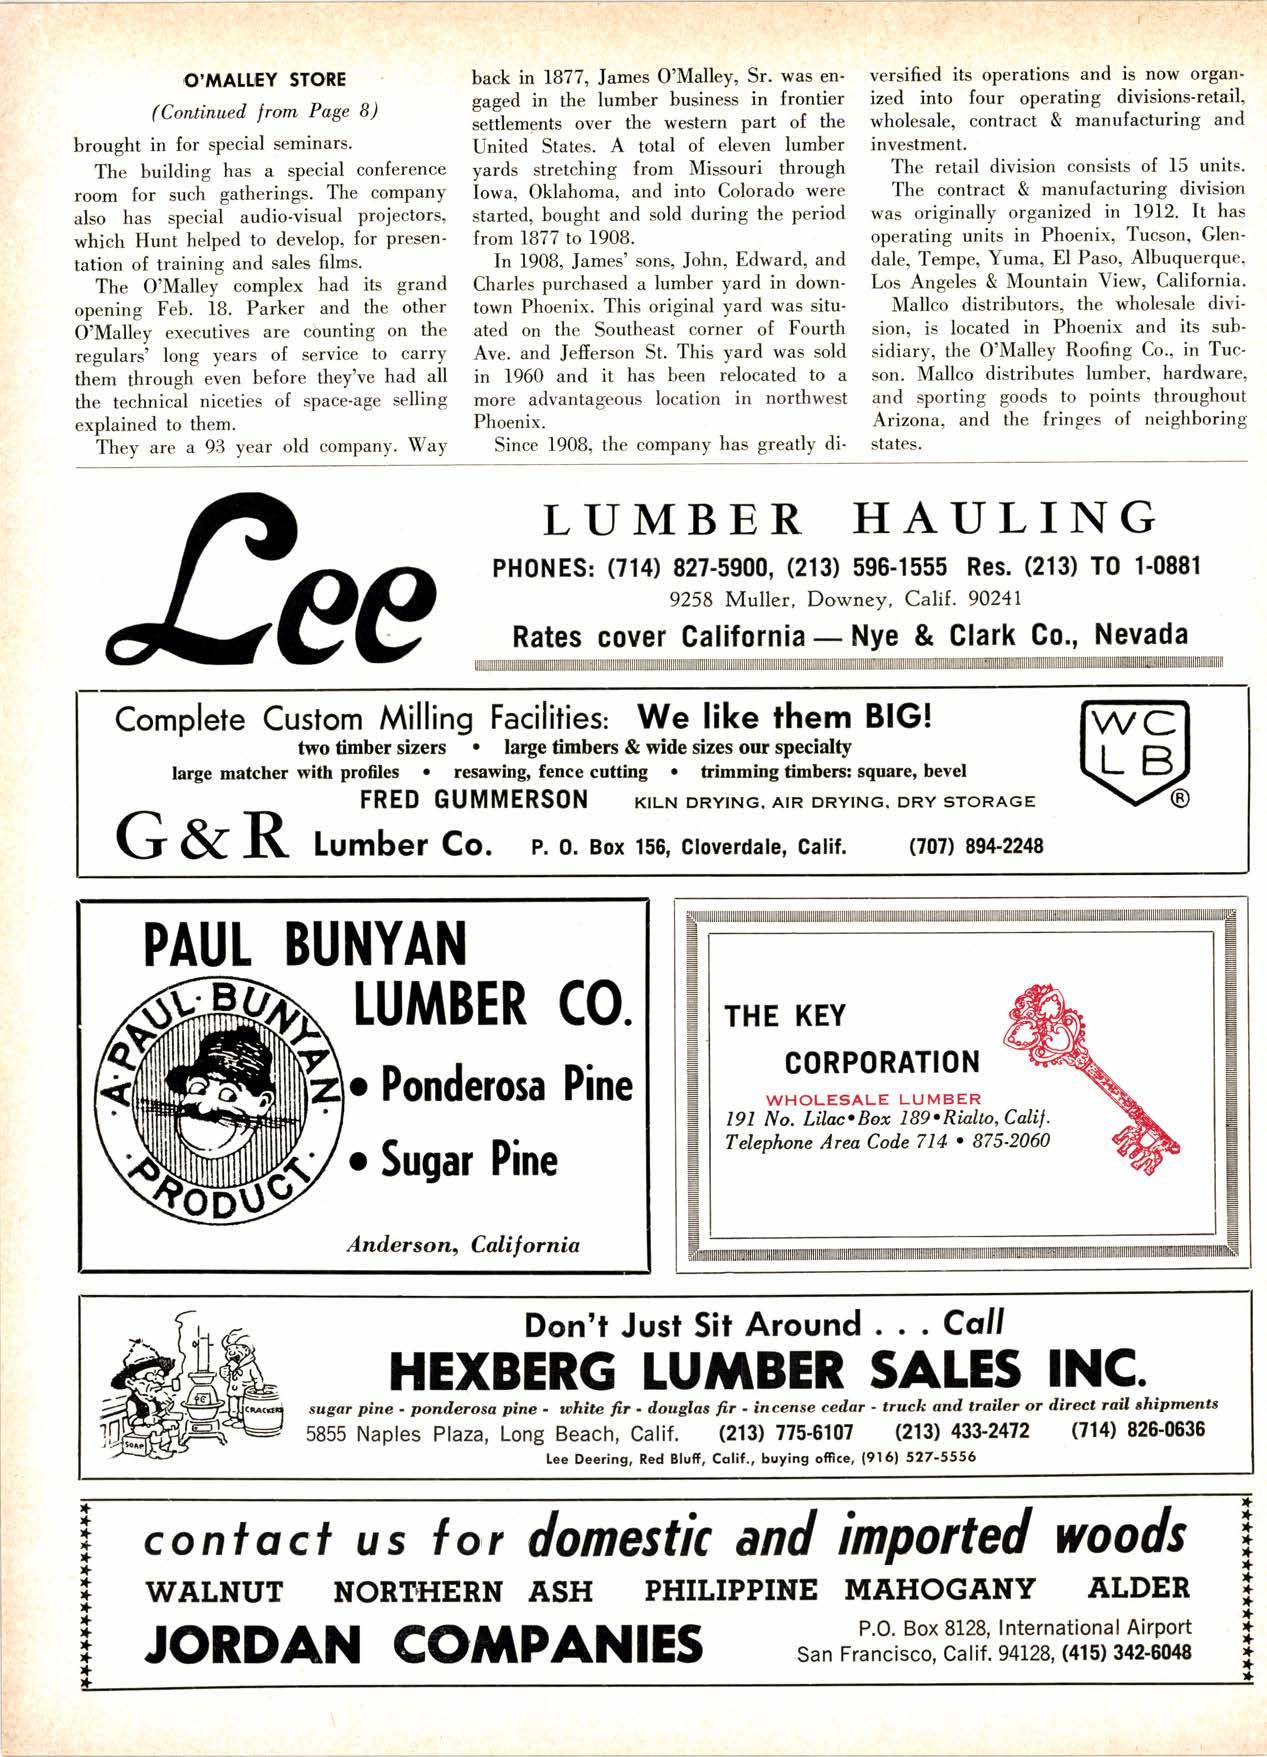 O'MALLEY STORE
(Continued from Page 8)
brought in for special seminars.
The building has a special conference
room for such gatherings. The company
also has special audio-visual projectors,
which Hunt helped to develop, for presen-
tation of training and sales films.
The O'Malley complex had its grand
opening Feb. 18. Parker and the other
O'Malley executives are counting on the
regulars' long years of service to carry
them through even before they've had all
the technical niceties of space-age selling
explained to them.
They are a 93 year old company. Way
back in 1877, James O'Malley, Sr. was en-
gaged in the lumber business in frontier
settlements over the western part of the
United States. A total of eleven lumber
yards stretching from Missouri through
Iowa, Oklahoma, and into Colorado were
started, bought and sold during the period
from 1877 to 1908.
In 1908, James' sons, John, Edward, and
Charles purchased a lumber yard in down-
town Phoenix. This original yard was situ-
ated on the Southeast corner of Fourth
Ave. and Jefferson St. This yard was sold
in 1960 and it has been relocated to a
more advantageous location in northwest
Phoenix.
Since 1908, the company has greatly di-
versified its operations and is now organ-
ized into four operating divisions-retail,
wholesale, contract & manufacturing and
investment.
The retail division consists of 15 units.
The contract & manufacturing division
was originally organized in 1912. It has
operating units in Phoenix, Tucson, Glen-
dale, Tempe, Yuma, El Paso, Albuquerque,
Los Angeles & Mountain View, California.
Mallco distributors, the wholesale divi-
sion, is located in Phoenix and its sub-
sidiary, the O'Malley Roofing Co., in Tuc-
son. Mallco distributes lumber, hardware,
and sporting goods to points throughout
Arizona, and the fringes of neighboring
states.
Lee
LUMBER HAULING
PHONES: (714) 827-5900, (213) 596-1555 Res. (213) TO 1-0881
9258 Muller, Downey, Calif. 90241
Rates cover California — Nye & Clark Co., Nevada
Complete Custom Milling Facilities: We like them BIG!
two timber sizers • large timbers & wide sizes our specialty
large matcher with profiles • resawing, fence cutting • trimming timbers: square, bevel
FRED GUMMERSON KILN DRYING, AIR DRYING, DRY STORAGE
G & R Lumber Co. P. O. Box 156, Cloverdale, Calif. (707) 894-2248
WC
LB
®
PAUL BUNYAN
LUMBER CO.
• Ponderosa Pine
• Sugar Pine
Anderson, California
·A·PAUL·BUNYAN·
·PRODUCT·
THE KEY
CORPORATION
WHOLESALE LUMBER
191 No. Lilac•Box 189•Rialto, Calif.
Telephone Area Code 714 • 875-2060
CRACKERS
SOAP
Don't Just Sit Around . . . Call
HEXBERG LUMBER SALES INC.
sugar pine - ponderosa pine - white fir - douglas fir - incense cedar - truck and trailer or direct rail shipments
5855 Naples Plaza, Long Beach, Calif. (213) 775-6107 (213) 433-2472 (714) 826-0636
Lee Deering, Red Bluff, Calif., buying office, (916) 527-5556
contact us for domestic and imported woods
WALNUT NORTHERN ASH PHILIPPINE MAHOGANY ALDER
JORDAN COMPANIES
P.O. Box 8128, International Airport
San Francisco, Calif. 94128, (415) 342-6048